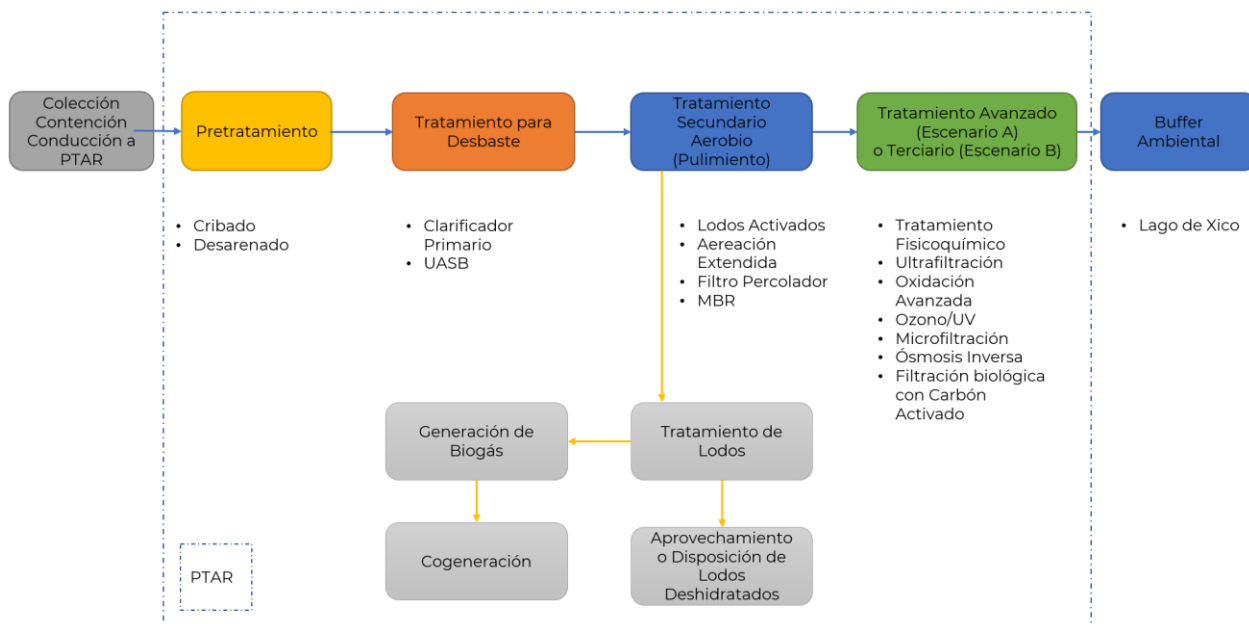 Colección
Contención
Conducción a
PTAR
Pretratamiento
Tratamiento para
Desbaste
Tratamiento
Secundario
Aerobio
(Pulimiento)
Tratamiento Avanzado
(Escenario A)
o Terciario (Escenario B)
Buffer
Ambiental
• Cribado
• Desarenado
• Clarificador
Primario
• UASB
• Lodos Activados
• Aereación
Extendida
• Filtro Percolador
• MBR
• Tratamiento
Fisicoquímico
• Ultrafiltración
• Oxidación
Avanzada
• Ozono/UV
• Microfiltración
• Ósmosis Inversa
• Filtración biológica
con Carbón
Activado
• Lago de Xico
Generación de
Biogás
Tratamiento de
Lodos
Cogeneración
Aprovechamiento
o Disposición de
Lodos
Deshidratados
PTAR